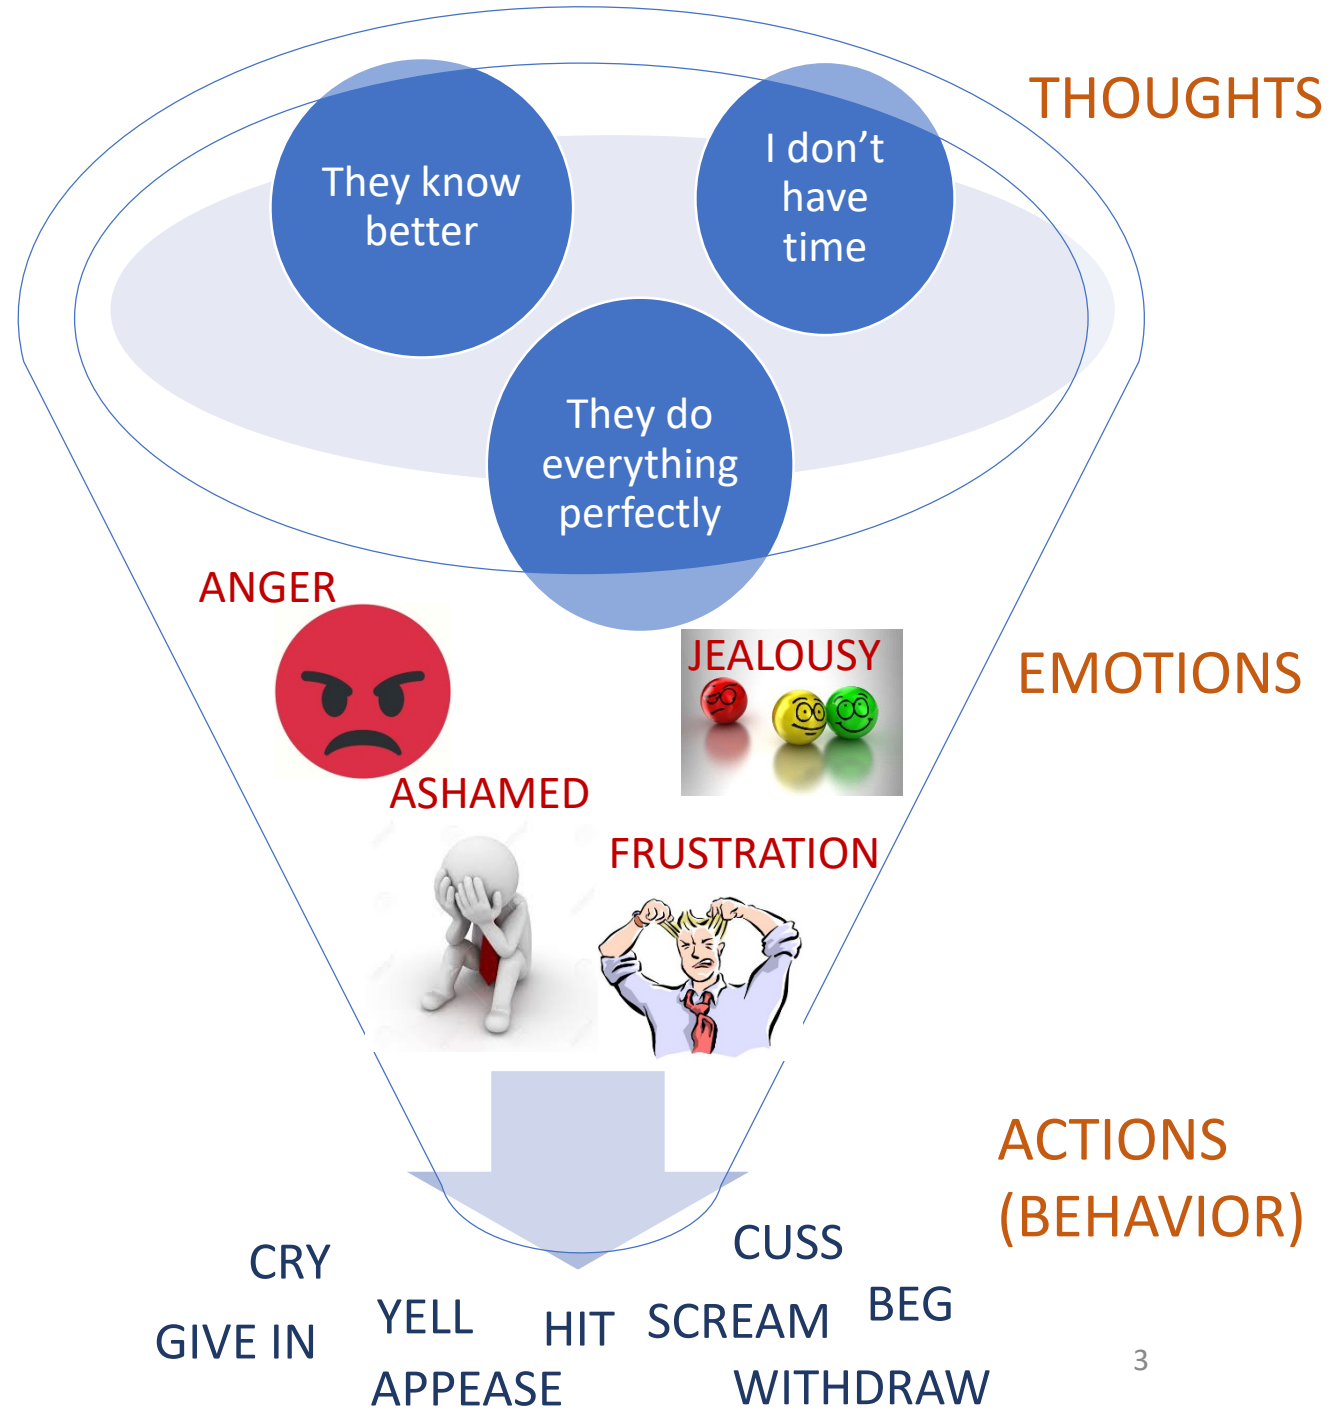 THOUGHTS
They know
better
I don’t
have
time
They do
everything
perfectly
ANGER
JEALOUSY
EMOTIONS
ASHAMED
FRUSTRATION
ACTIONS
(BEHAVIOR)
CRY
CUSS
YELL
HIT
SCREAM
BEG
GIVE IN
APPEASE
WITHDRAW
3